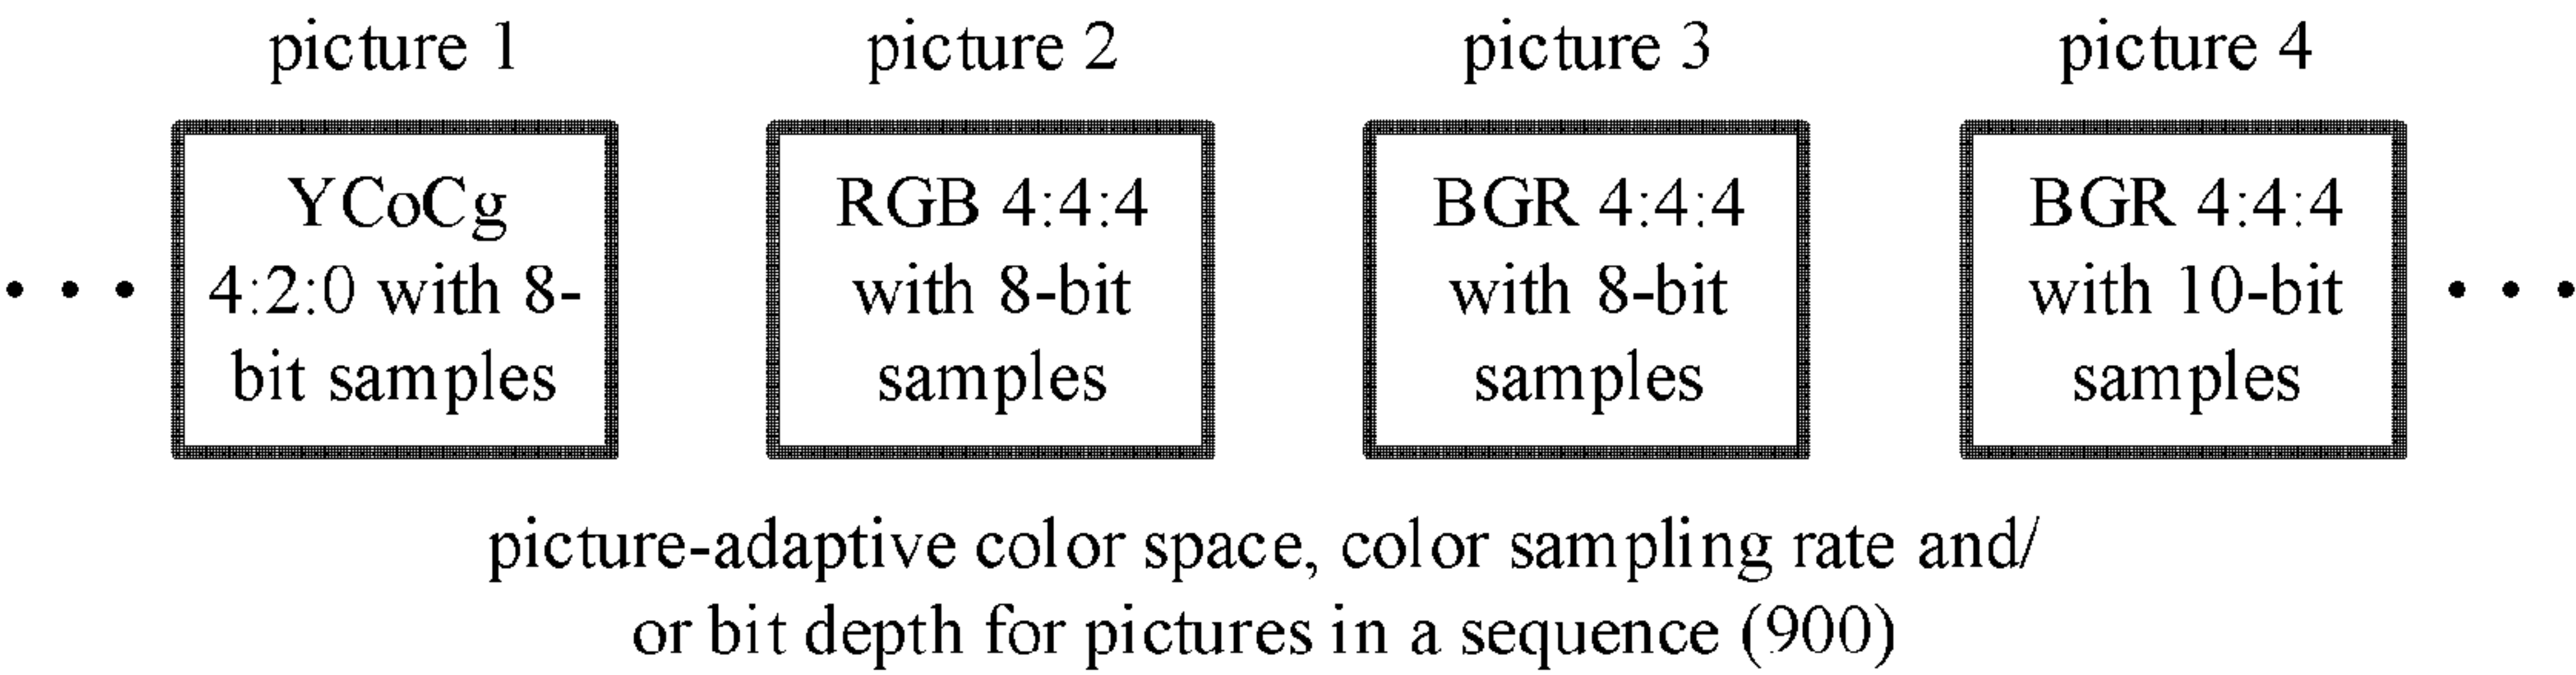 picture 1 picture 2 picture 3 picture 4
YCoCg
4:2:0 with 8-
bit samples
RGB 4:4:4
with 8-bit
samples
BGR 4:4:4
with 8-bit
samples
BGR 4:4:4
with 10-bit
samples
picture-adaptive color space, color sampling rate and/
or bit depth for pictures in a sequence (900)